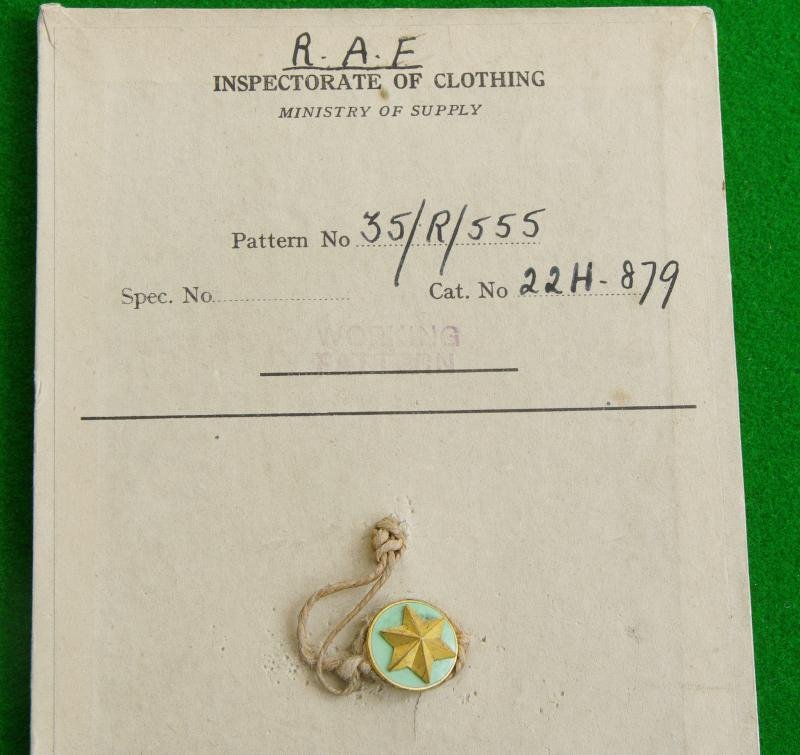 R. A. F
INSPECTORATE OF CLOTHING
MINISTRY OF SUPPLY
Pattern No 35/R/555
Spec. No. Cat. No 22H-879
WORKING
PATTERN